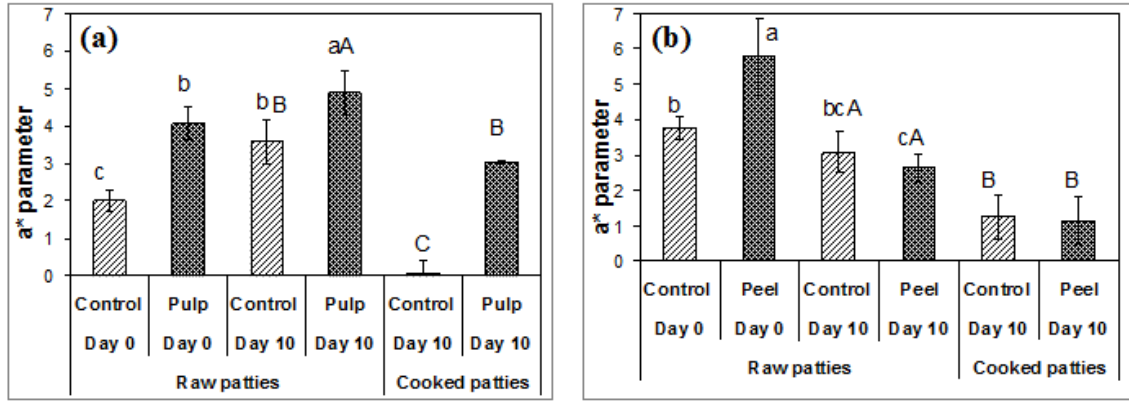 (a)
a* parameter
7
6
5
4
3
2
1
0
c
b
b B
aA
C
B
Control Pulp Control Pulp Control Pulp
Day 0 Day 0 Day 10 Day 10 Day 10 Day 10
Raw patties Cooked patties
(b)
a* parameter
7
6
5
4
3
2
1
0
b
a
bc A
cA
B
B
Control Peel Control Peel Control Peel
Day 0 Day 0 Day 10 Day 10 Day 10 Day 10
Raw patties Cooked patties